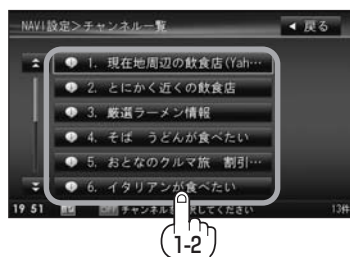 NAVI設定>チャンネル一覧
戻る
1. 現在地周辺の飲食店(Yah…
2. とにかく近くの飲食店
3. 厳選ラーメン情報
4. そば うどんが食べたい
5. おとなのクルマ旅 割引…
6. イタリアンが食べたい
19 51 チャンネルを選択してください 13件
1-2